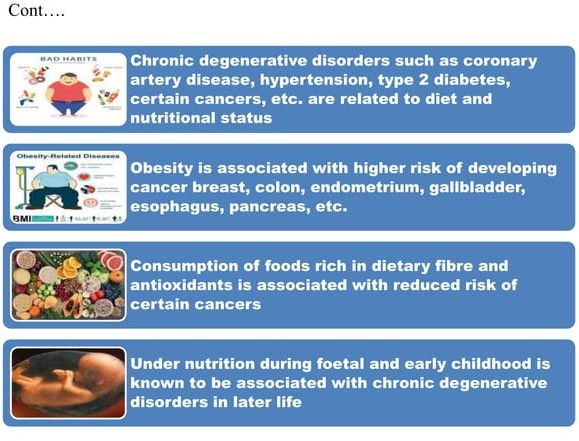 Cont….
BAD HABITS
Chronic degenerative disorders such as coronary
artery disease, hypertension, type 2 diabetes,
certain cancers, etc. are related to diet and
nutritional status
Obesity-Related Diseases
BMI
Obesity is associated with higher risk of developing
cancer breast, colon, endometrium, gallbladder,
esophagus, pancreas, etc.
Consumption of foods rich in dietary fibre and
antioxidants is associated with reduced risk of
certain cancers
Under nutrition during foetal and early childhood is
known to be associated with chronic degenerative
disorders in later life